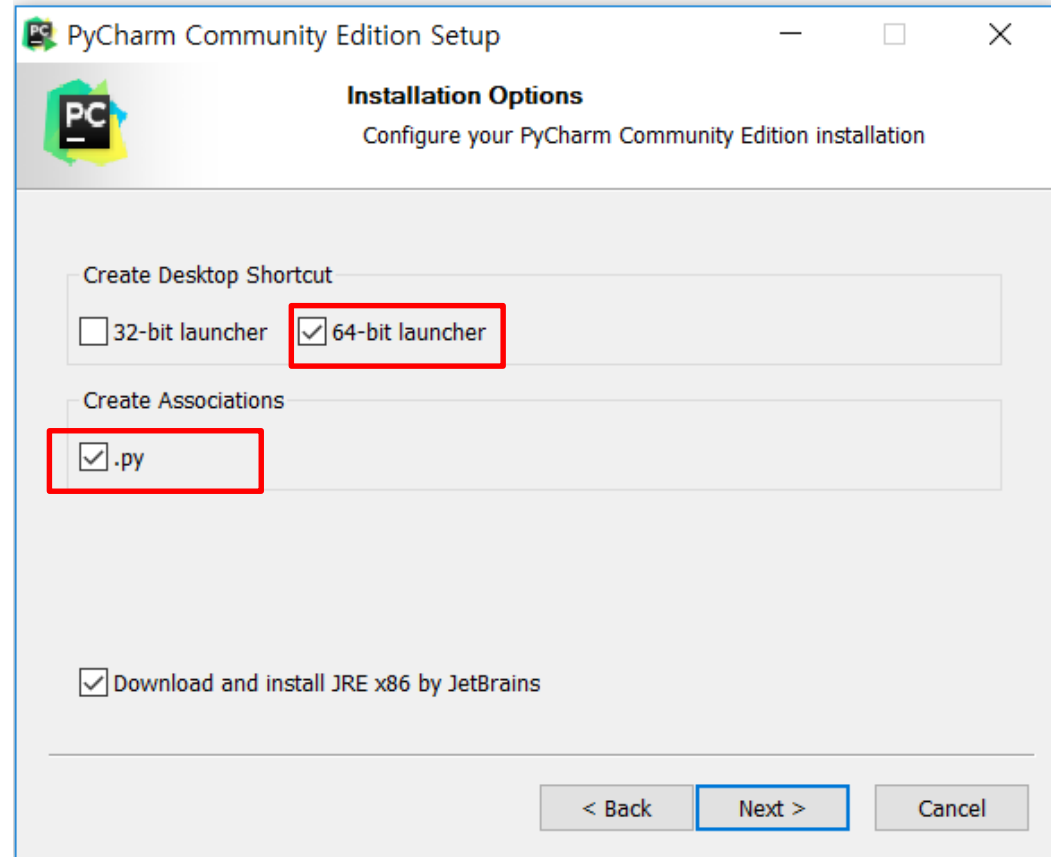 PC PyCharm Community Edition Setup
PC
Installation Options
Configure your PyCharm Community Edition installation
Create Desktop Shortcut
32-bit launcher 64-bit launcher
Create Associations
.py
Download and install JRE x86 by JetBrains
< Back Next > Cancel